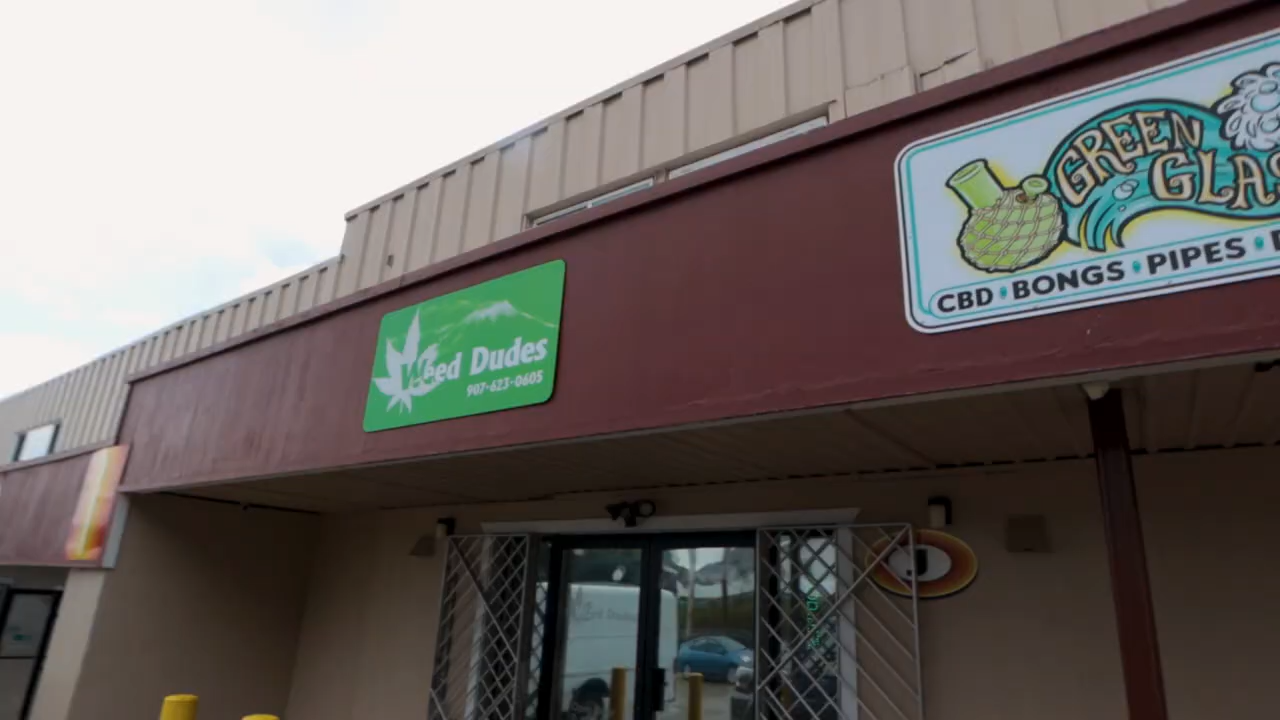 Weed Dudes
907-623-0605
GREEN
GLAS
CBD • BONGS • PIPES •
J